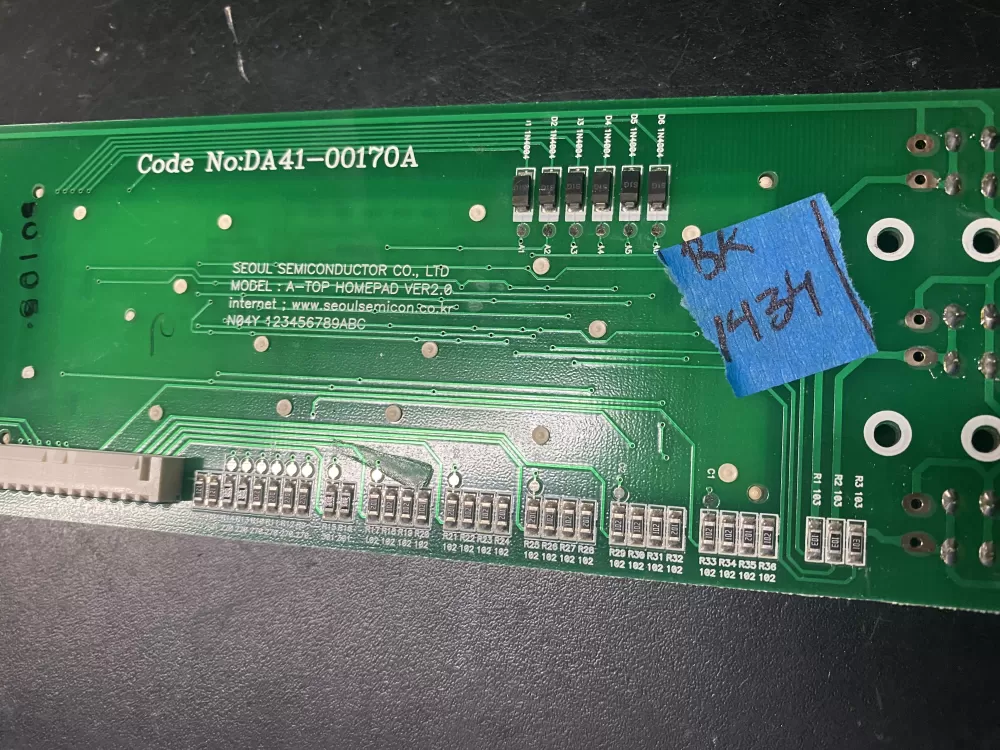 Code No:DA41-00170A
1N4004
D2 1N4004
1N4004
D4 1N4004
D5 1N4004
D6 1N4004
A1 A2 A3 A4
SEOUL SEMICONDUCTOR CO., LTD
MODEL : A-TOP HOMEPAD VER2.0
internet ; www.seoulsemicon.co.kr
N04Y 123456789ABC
BK
1434
C1
R1 103
R2 103
R3 103
R17 R18 R19 R20
102 102 102 102
R21 R22 R23 R24
102 102 102 102
R25 R26 R27 R28
102 102 102 102
R29 R30 R31 R32
102 102 102 102
R33 R34 R35 R36
102 102 102 102